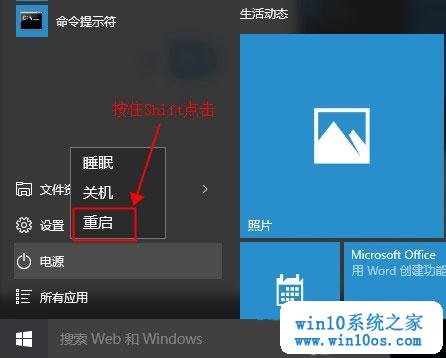 命令提示符
生活动态
按住Shift点击
睡眠
关机
重启
设置
电源
所有应用
照片
Microsoft Office
用 Word 创建功能
搜索 Web 和 Windows
win10系统之家
www.win10os.com